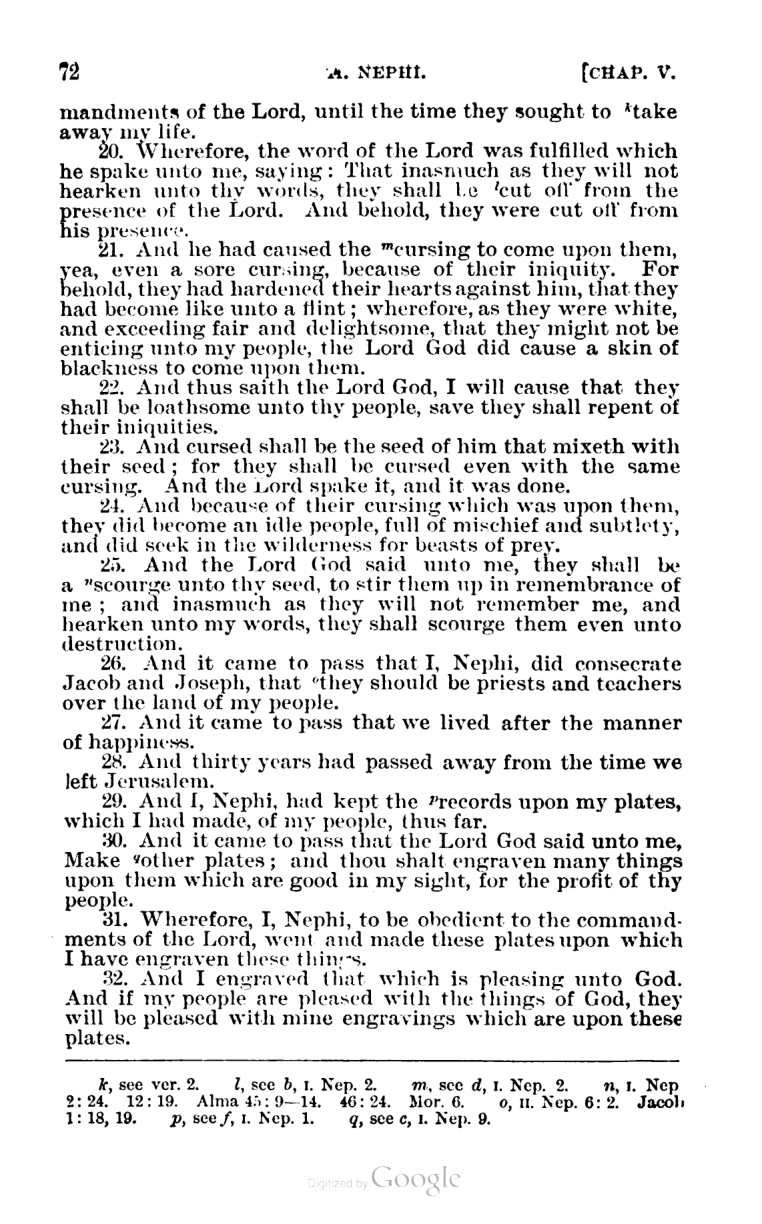 72 II. NEPHI. [CHAP. V.
mandments of the Lord, until the time they sought to ᵏtake
away my life.
20. Wherefore, the word of the Lord was fulfilled which
he spake unto me, saying: That inasmuch as they will not
hearken unto thy words, they shall be ˡcut off from the
presence of the Lord. And behold, they were cut off from
his presence.
21. And he had caused the ᵐcursing to come upon them,
yea, even a sore cursing, because of their iniquity. For
behold, they had hardened their hearts against him, that they
had become like unto a flint; wherefore, as they were white,
and exceeding fair and delightsome, that they might not be
enticing unto my people, the Lord God did cause a skin of
blackness to come upon them.
22. And thus saith the Lord God, I will cause that they
shall be loathsome unto thy people, save they shall repent of
their iniquities.
23. And cursed shall be the seed of him that mixeth with
their seed; for they shall be cursed even with the same
cursing. And the Lord spake it, and it was done.
24. And because of their cursing which was upon them,
they did become an idle people, full of mischief and subtlety,
and did seek in the wilderness for beasts of prey.
25. And the Lord God said unto me, they shall be
a ⁿscourge unto thy seed, to stir them up in remembrance of
me; and inasmuch as they will not remember me, and
hearken unto my words, they shall scourge them even unto
destruction.
26. And it came to pass that I, Nephi, did consecrate
Jacob and Joseph, that ᵒthey should be priests and teachers
over the land of my people.
27. And it came to pass that we lived after the manner
of happiness.
28. And thirty years had passed away from the time we
left Jerusalem.
29. And I, Nephi, had kept the ᵖrecords upon my plates,
which I had made, of my people, thus far.
30. And it came to pass that the Lord God said unto me,
Make qother plates; and thou shalt engraven many things
upon them which are good in my sight, for the profit of thy
people.
31. Wherefore, I, Nephi, to be obedient to the command-
ments of the Lord, went and made these plates upon which
I have engraven these things.
32. And I engraved that which is pleasing unto God.
And if my people are pleased with the things of God, they
will be pleased with mine engravings which are upon these
plates.
k, see ver. 2. l, see b, I. Nep. 2. m, see d, I. Nep. 2. n, I. Nep
2: 24. 12: 19. Alma 45: 9—14. 46: 24. Mor. 6. o, II. Nep. 6: 2. Jacob
1: 18, 19. p, see f, I. Nep. 1. q, see c, I. Nep. 9.
Digitized by Google